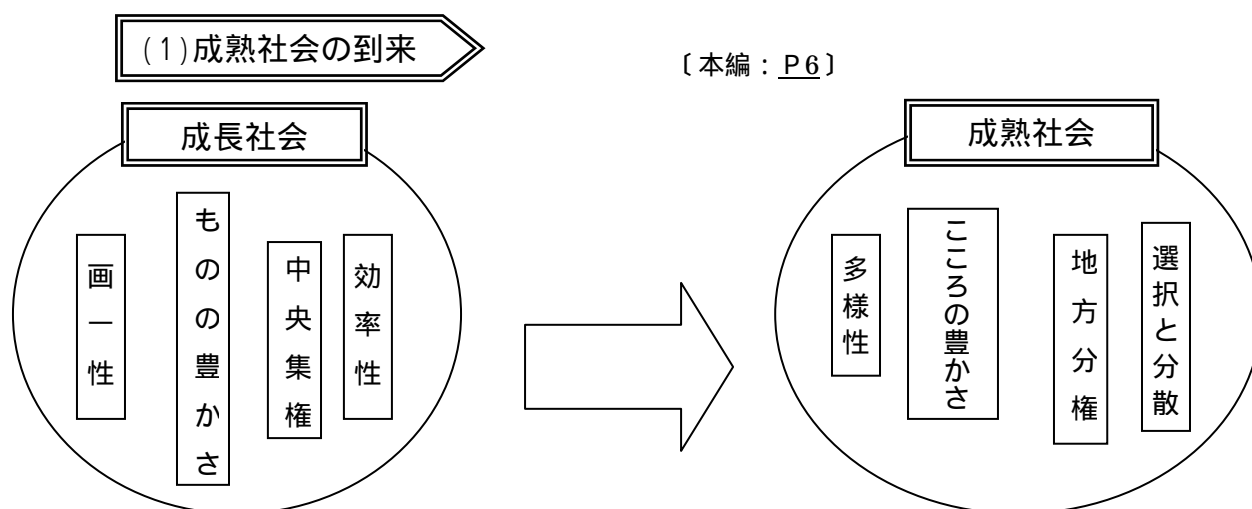 (1)成熟社会の到来
〔本編：P6〕
成長社会
画一性
ものの豊かさ
中央集権
効率性
成熟社会
多様性
こころの豊かさ
地方分権
選択と分散